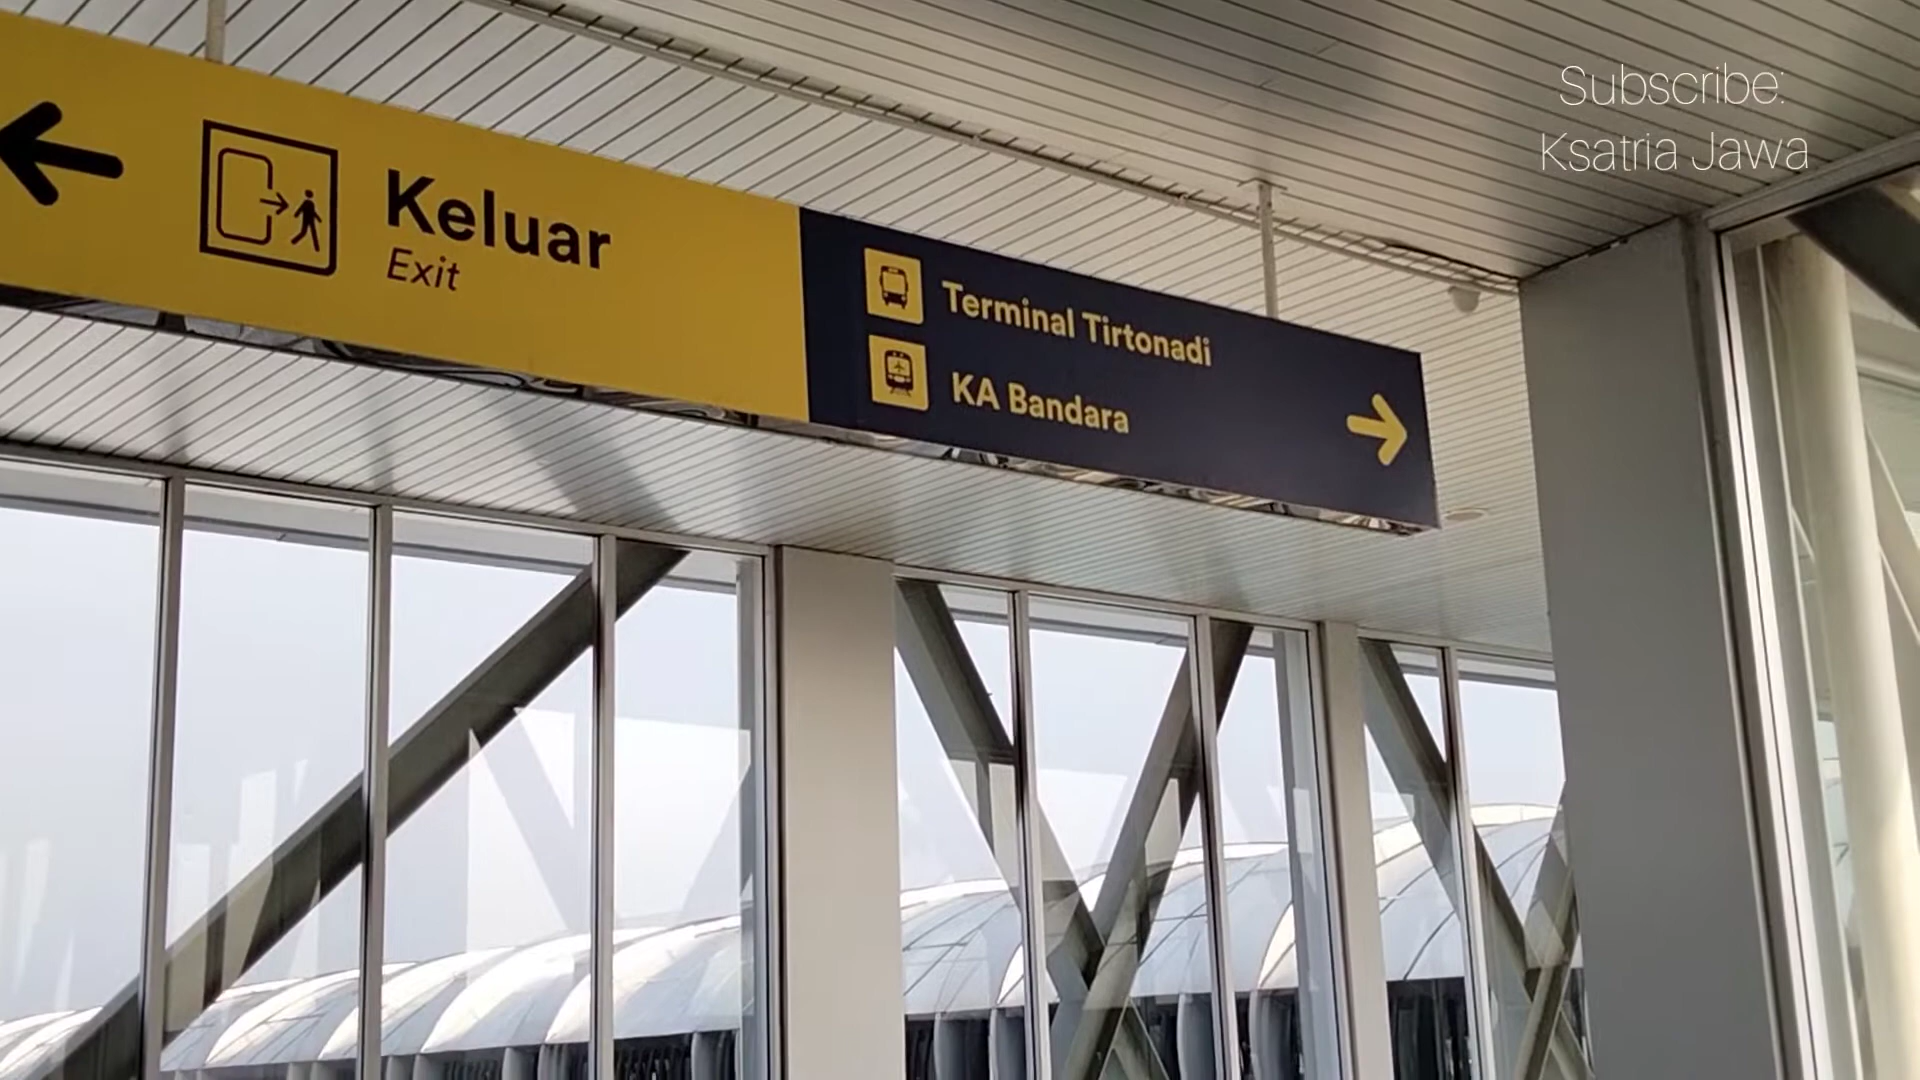 Subscribe:
Ksatria Jawa
Keluar
Exit
Terminal Tirtonadi
KA Bandara